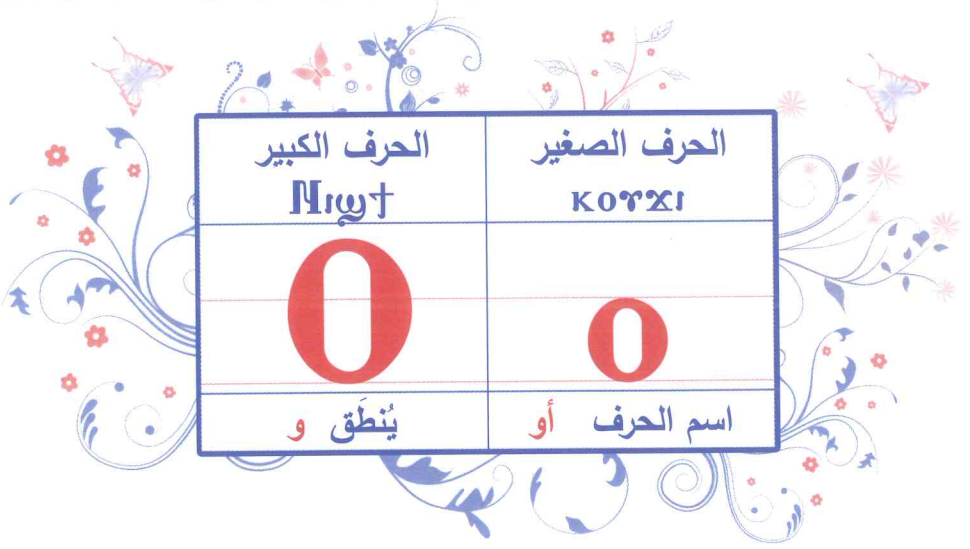 الحرف الصغير
ⲕⲟⲩϫⲓ
الحرف الكبير
Ⲛⲓϣϯ
ⲟ
Ⲟ
اسم الحرف أو
يُنطَق و